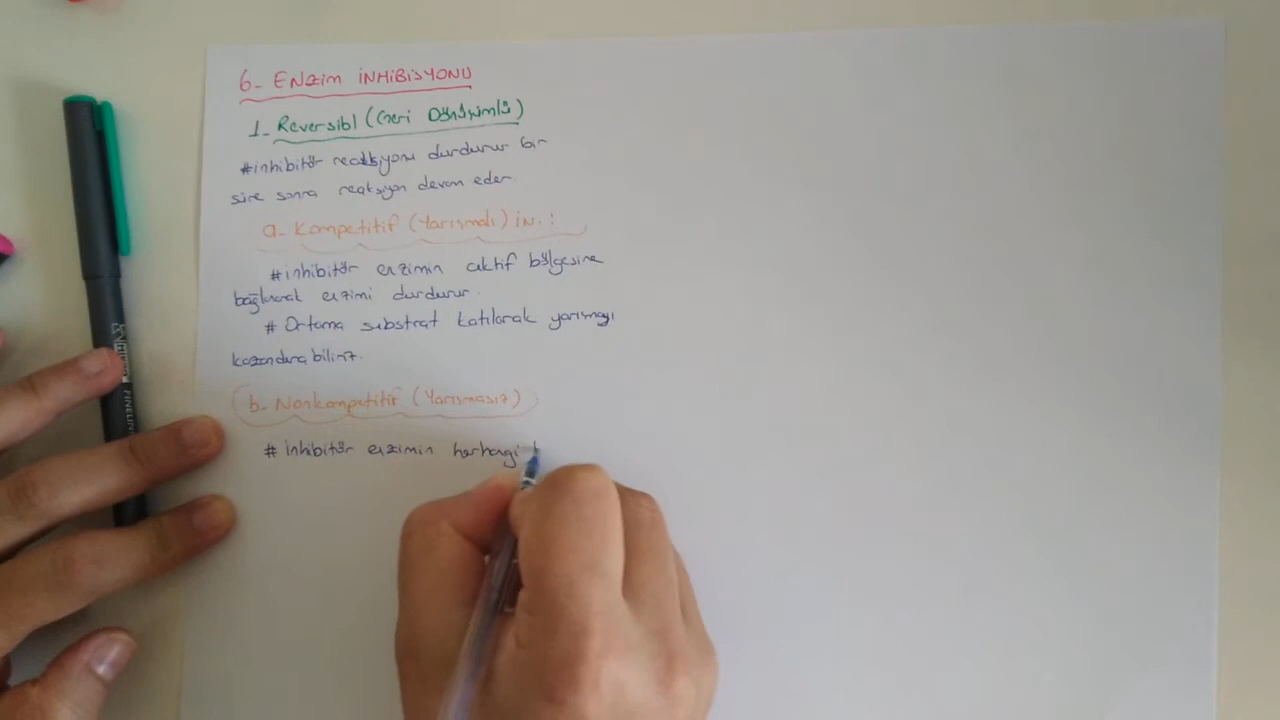 6- ENZİM İNHİBİSYONU
1- Reversibl (Geri Dönüşümlü)
#inhibitör reaksiyonu durdurur bir
süre sonra reaksiyon devam eder.
a- Kompetitif (Yarışmalı) in. :
#inhibitör enzimin aktif bölgesine
bağlanarak enzimi durdurur.
# Ortama substrat katılarak yarışmayı
kazandırabiliriz.
b- Nonkompetitif (Yarışmasız)
# inhibitör enzimin herhangi b